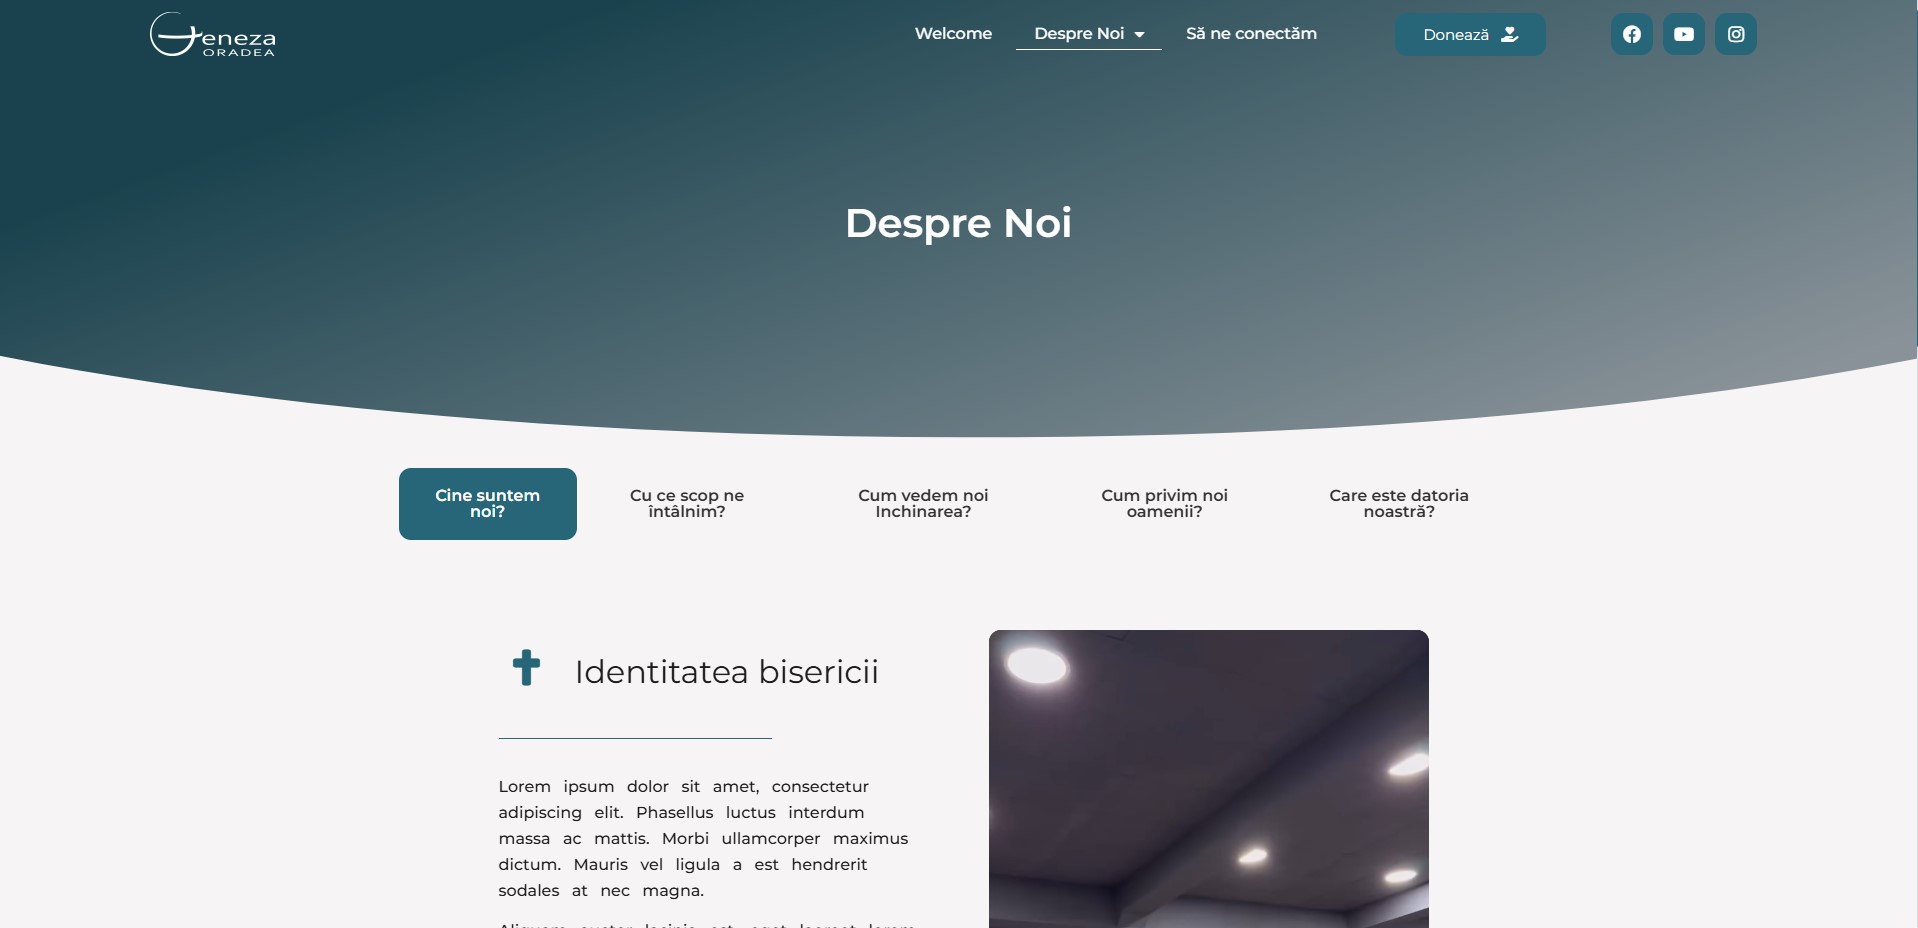 Geneza
ORADEA
Welcome
Despre Noi
Să ne conectăm
Donează
Despre Noi
Cine suntem
noi?
Cu ce scop ne
întâlnim?
Cum vedem noi
Inchinarea?
Cum privim noi
oamenii?
Care este datoria
noastră?
Identitatea bisericii
Lorem ipsum dolor sit amet, consectetur
adipiscing elit. Phasellus luctus interdum
massa ac mattis. Morbi ullamcorper maximus
dictum. Mauris vel ligula a est hendrerit
sodales at nec magna.